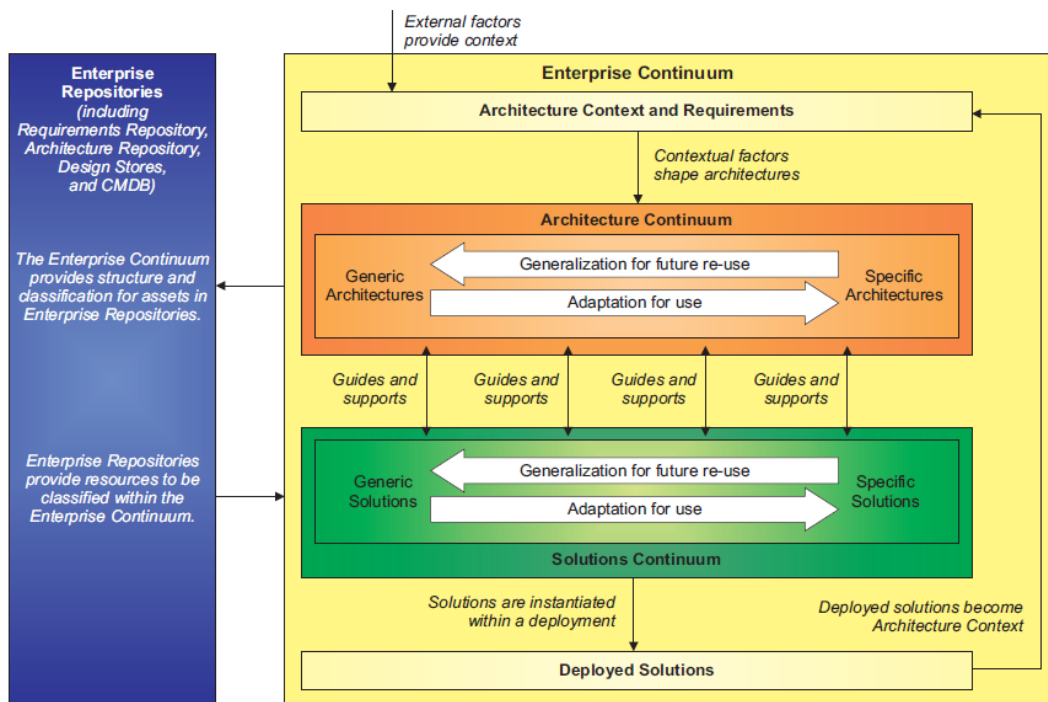 External factors
provide context
Enterprise
Repositories
(including
Requirements Repository,
Architecture Repository,
Design Stores,
and CMDB)
The Enterprise Continuum
provides structure and
classification for assets in
Enterprise Repositories.
Enterprise Repositories
provide resources to be
classified within the
Enterprise Continuum.
Enterprise Continuum
Architecture Context and Requirements
Contextual factors
shape architectures
Architecture Continuum
Generic
Architectures
Generalization for future re-use
Adaptation for use
Specific
Architectures
Guides and
supports
Guides and
supports
Guides and
supports
Guides and
supports
Generic
Solutions
Generalization for future re-use
Adaptation for use
Specific
Solutions
Solutions Continuum
Solutions are instantiated
within a deployment
Deployed solutions become
Architecture Context
Deployed Solutions